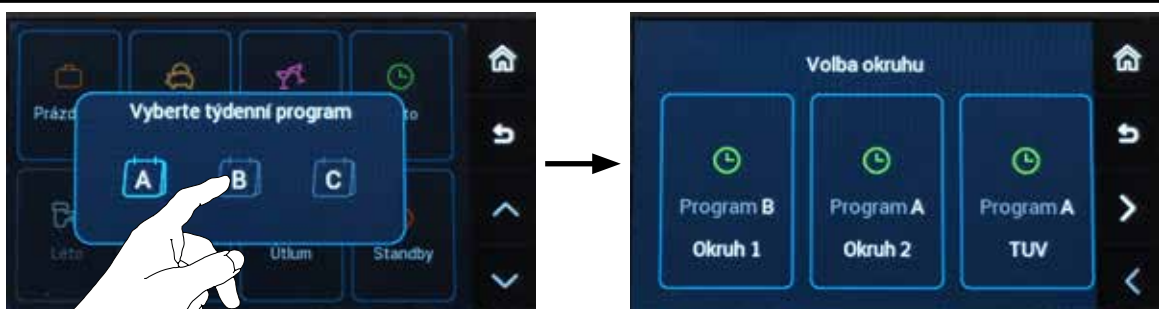 Vyberte týdenní program
A
B
C
Útlum
Standby
Volba okruhu
Program B
Okruh 1
Program A
Okruh 2
Program A
TUV